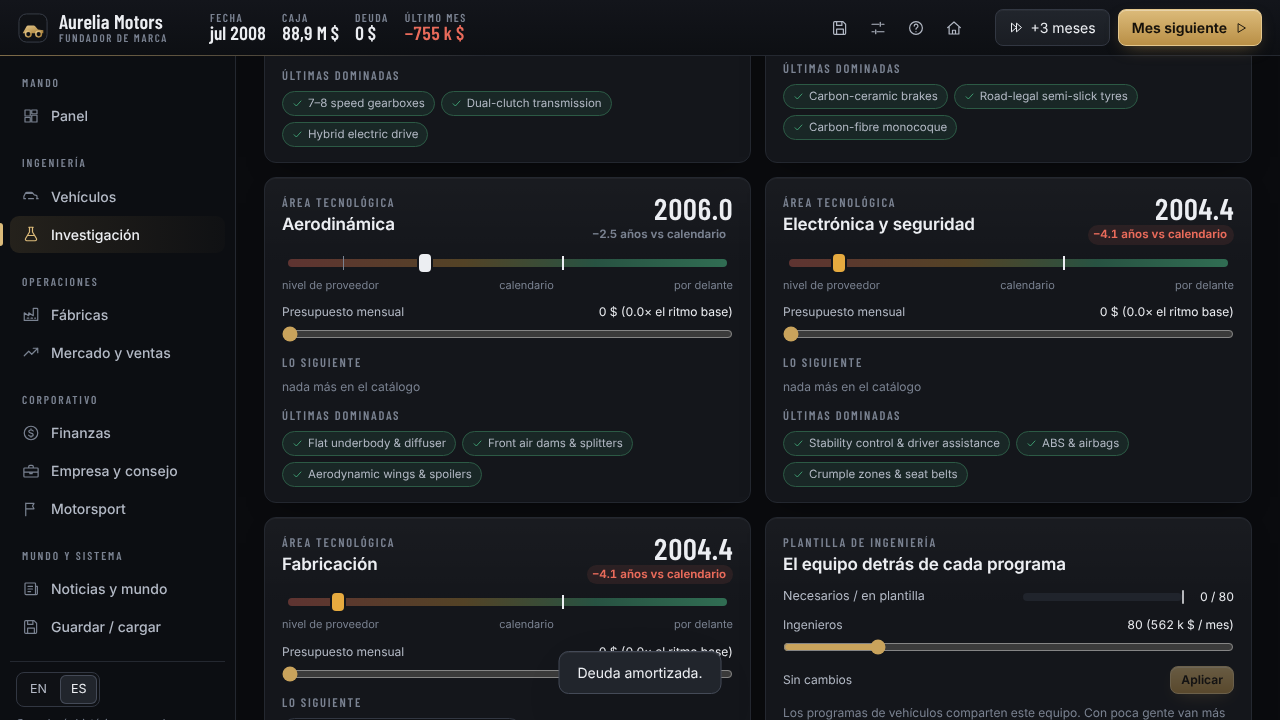 Aurelia Motors
FUNDADOR DE MARCA
FECHA
jul 2008
CAJA
88,9 M $
DEUDA
0 $
ÚLTIMO MES
−755 k $
+3 meses
Mes siguiente
MANDO
Panel
INGENIERÍA
Vehículos
Investigación
OPERACIONES
Fábricas
Mercado y ventas
CORPORATIVO
Finanzas
Empresa y consejo
Motorsport
MUNDO Y SISTEMA
Noticias y mundo
Guardar / cargar
EN ES
ÚLTIMAS DOMINADAS
7–8 speed gearboxes
Dual-clutch transmission
Hybrid electric drive
ÚLTIMAS DOMINADAS
Carbon-ceramic brakes
Road-legal semi-slick tyres
Carbon-fibre monocoque
ÁREA TECNOLÓGICA
Aerodinámica
2006.0
−2.5 años vs calendario
nivel de proveedor calendario por delante
Presupuesto mensual 0 $ (0.0× el ritmo base)
LO SIGUIENTE
nada más en el catálogo
ÚLTIMAS DOMINADAS
Flat underbody & diffuser
Front air dams & splitters
Aerodynamic wings & spoilers
ÁREA TECNOLÓGICA
Electrónica y seguridad
2004.4
−4.1 años vs calendario
nivel de proveedor calendario por delante
Presupuesto mensual 0 $ (0.0× el ritmo base)
LO SIGUIENTE
nada más en el catálogo
ÚLTIMAS DOMINADAS
Stability control & driver assistance
ABS & airbags
Crumple zones & seat belts
ÁREA TECNOLÓGICA
Fabricación
2004.4
−4.1 años vs calendario
nivel de proveedor calendario por delante
Presupuesto mensual 0 $ (0.0× el ritmo base)
LO SIGUIENTE
PLANTILLA DE INGENIERÍA
El equipo detrás de cada programa
Necesarios / en plantilla 0 / 80
Ingenieros 80 (562 k $ / mes)
Sin cambios Aplicar
Los programas de vehículos comparten este equipo. Con poca gente van más
Deuda amortizada.